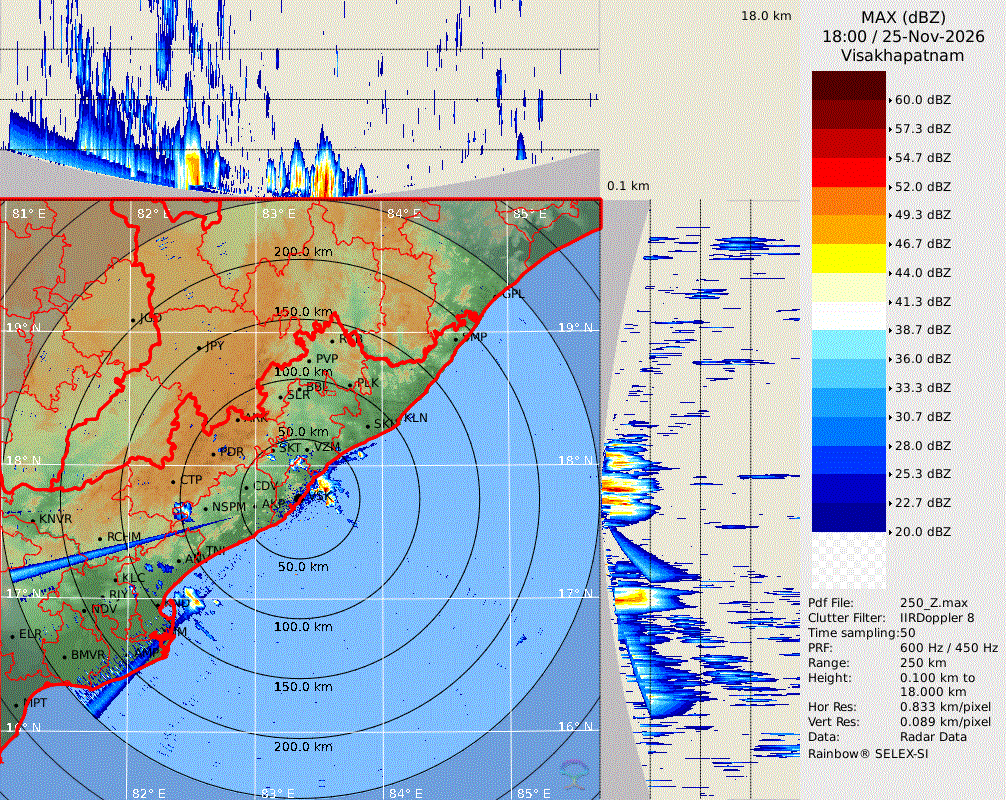 18.0 km
MAX (dBZ)
18:00 / 25-Nov-2026
Visakhapatnam
60.0 dBZ
57.3 dBZ
54.7 dBZ
52.0 dBZ
49.3 dBZ
46.7 dBZ
44.0 dBZ
41.3 dBZ
38.7 dBZ
36.0 dBZ
33.3 dBZ
30.7 dBZ
28.0 dBZ
25.3 dBZ
22.7 dBZ
20.0 dBZ
0.1 km
81° E
82° E
83° E
84° E
85° E
200.0 km
GPL
150.0 km
JGD
19° N
19° N
JPY
PVP
100.0 km
PLK
SLR
KLN
50.0 km
SKT
VZM
PDR
18° N
18° N
CTP
CDV
NSPM
KNVR
RCHM
TNI
50.0 km
KLC
17° N
RJY
17° N
NDV
100.0 km
ELR
BMVR
150.0 km
MPT
16° N
16° N
200.0 km
82° E
83° E
84° E
85° E
Pdf File: 250_Z.max
Clutter Filter: IIRDoppler 8
Time sampling:50
PRF: 600 Hz / 450 Hz
Range: 250 km
Height: 0.100 km to
18.000 km
Hor Res: 0.833 km/pixel
Vert Res: 0.089 km/pixel
Data: Radar Data
Rainbow® SELEX-SI